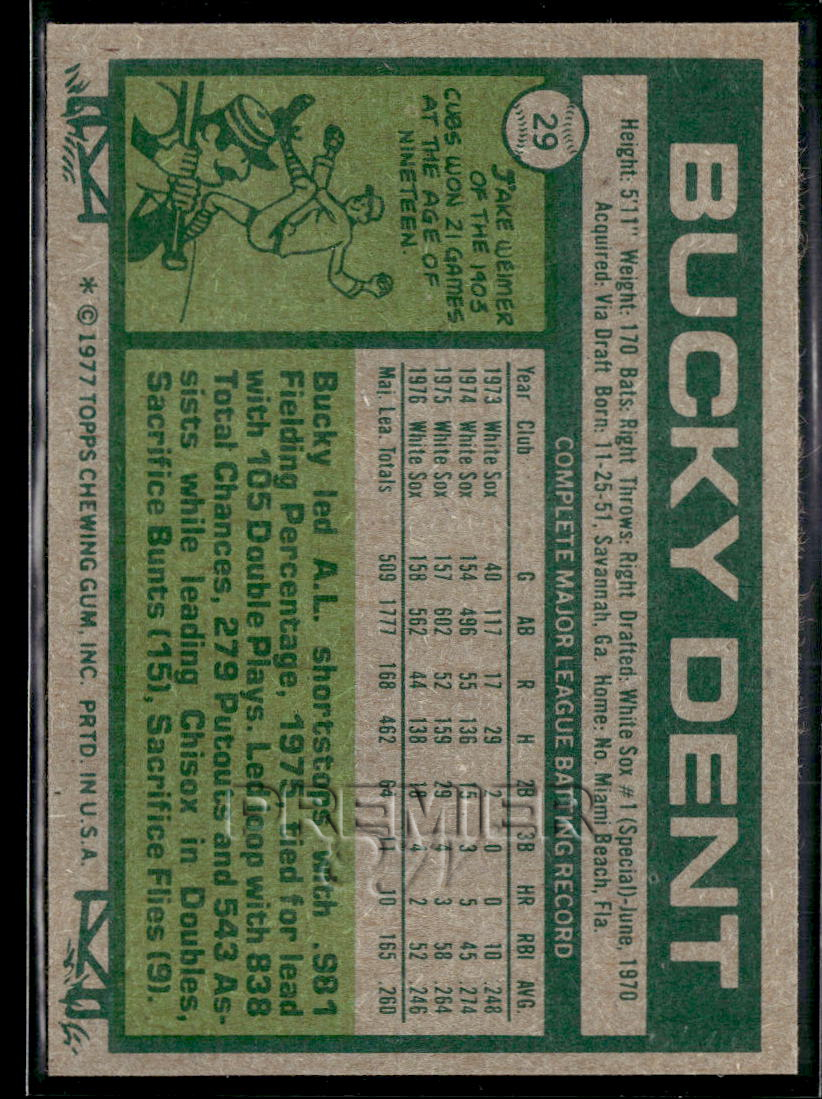 29
BUCKY DENT
Height: 5'11" Weight: 170 Bats: Right Throws: Right Drafted: White Sox #1 (Special)-June, 1970
Acquired: Via Draft Born: 11-25-51, Savannah, Ga. Home: No. Miami Beach, Fla.
COMPLETE MAJOR LEAGUE BATTING RECORD
Year Club G AB R H 2B 3B HR RBI AVG
1973 White Sox 40 117 17 29 2 0 0 10 .248
1974 White Sox 154 496 55 136 15 3 5 45 .274
1975 White Sox 157 602 52 159 29 4 3 58 .264
1976 White Sox 158 562 44 138 18 4 2 52 .246
Maj. Lea. Totals 509 1777 168 462 64 11 10 165 .260
JAKE WEIMER
OF THE 1903
CUBS WON 21 GAMES
AT THE AGE OF
NINETEEN.
Bucky led A.L. shortstops with .981
Fielding Percentage, 1975, tied for lead
with 105 Double Plays. Led loop with 838
Total Chances, 279 Putouts and 543 As-
sists while leading Chisox in Doubles,
Sacrifice Bunts (15), Sacrifice Flies (9).
* © 1977 TOPPS CHEWING GUM, INC. PRTD. IN U.S.A.
PREMIER